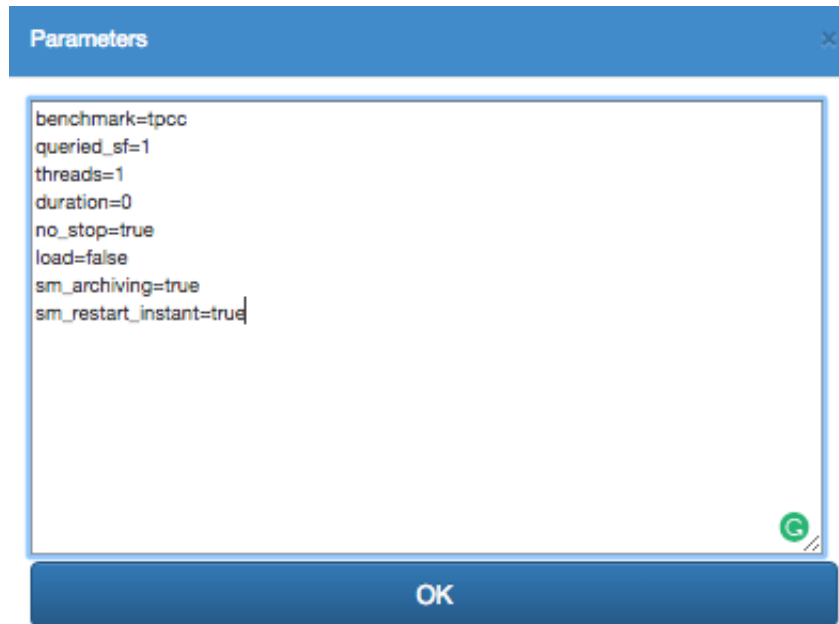 Parameters
×
benchmark=tpcc
queried_sf=1
threads=1
duration=0
no_stop=true
load=false
sm_archiving=true
sm_restart_instant=true
G
OK